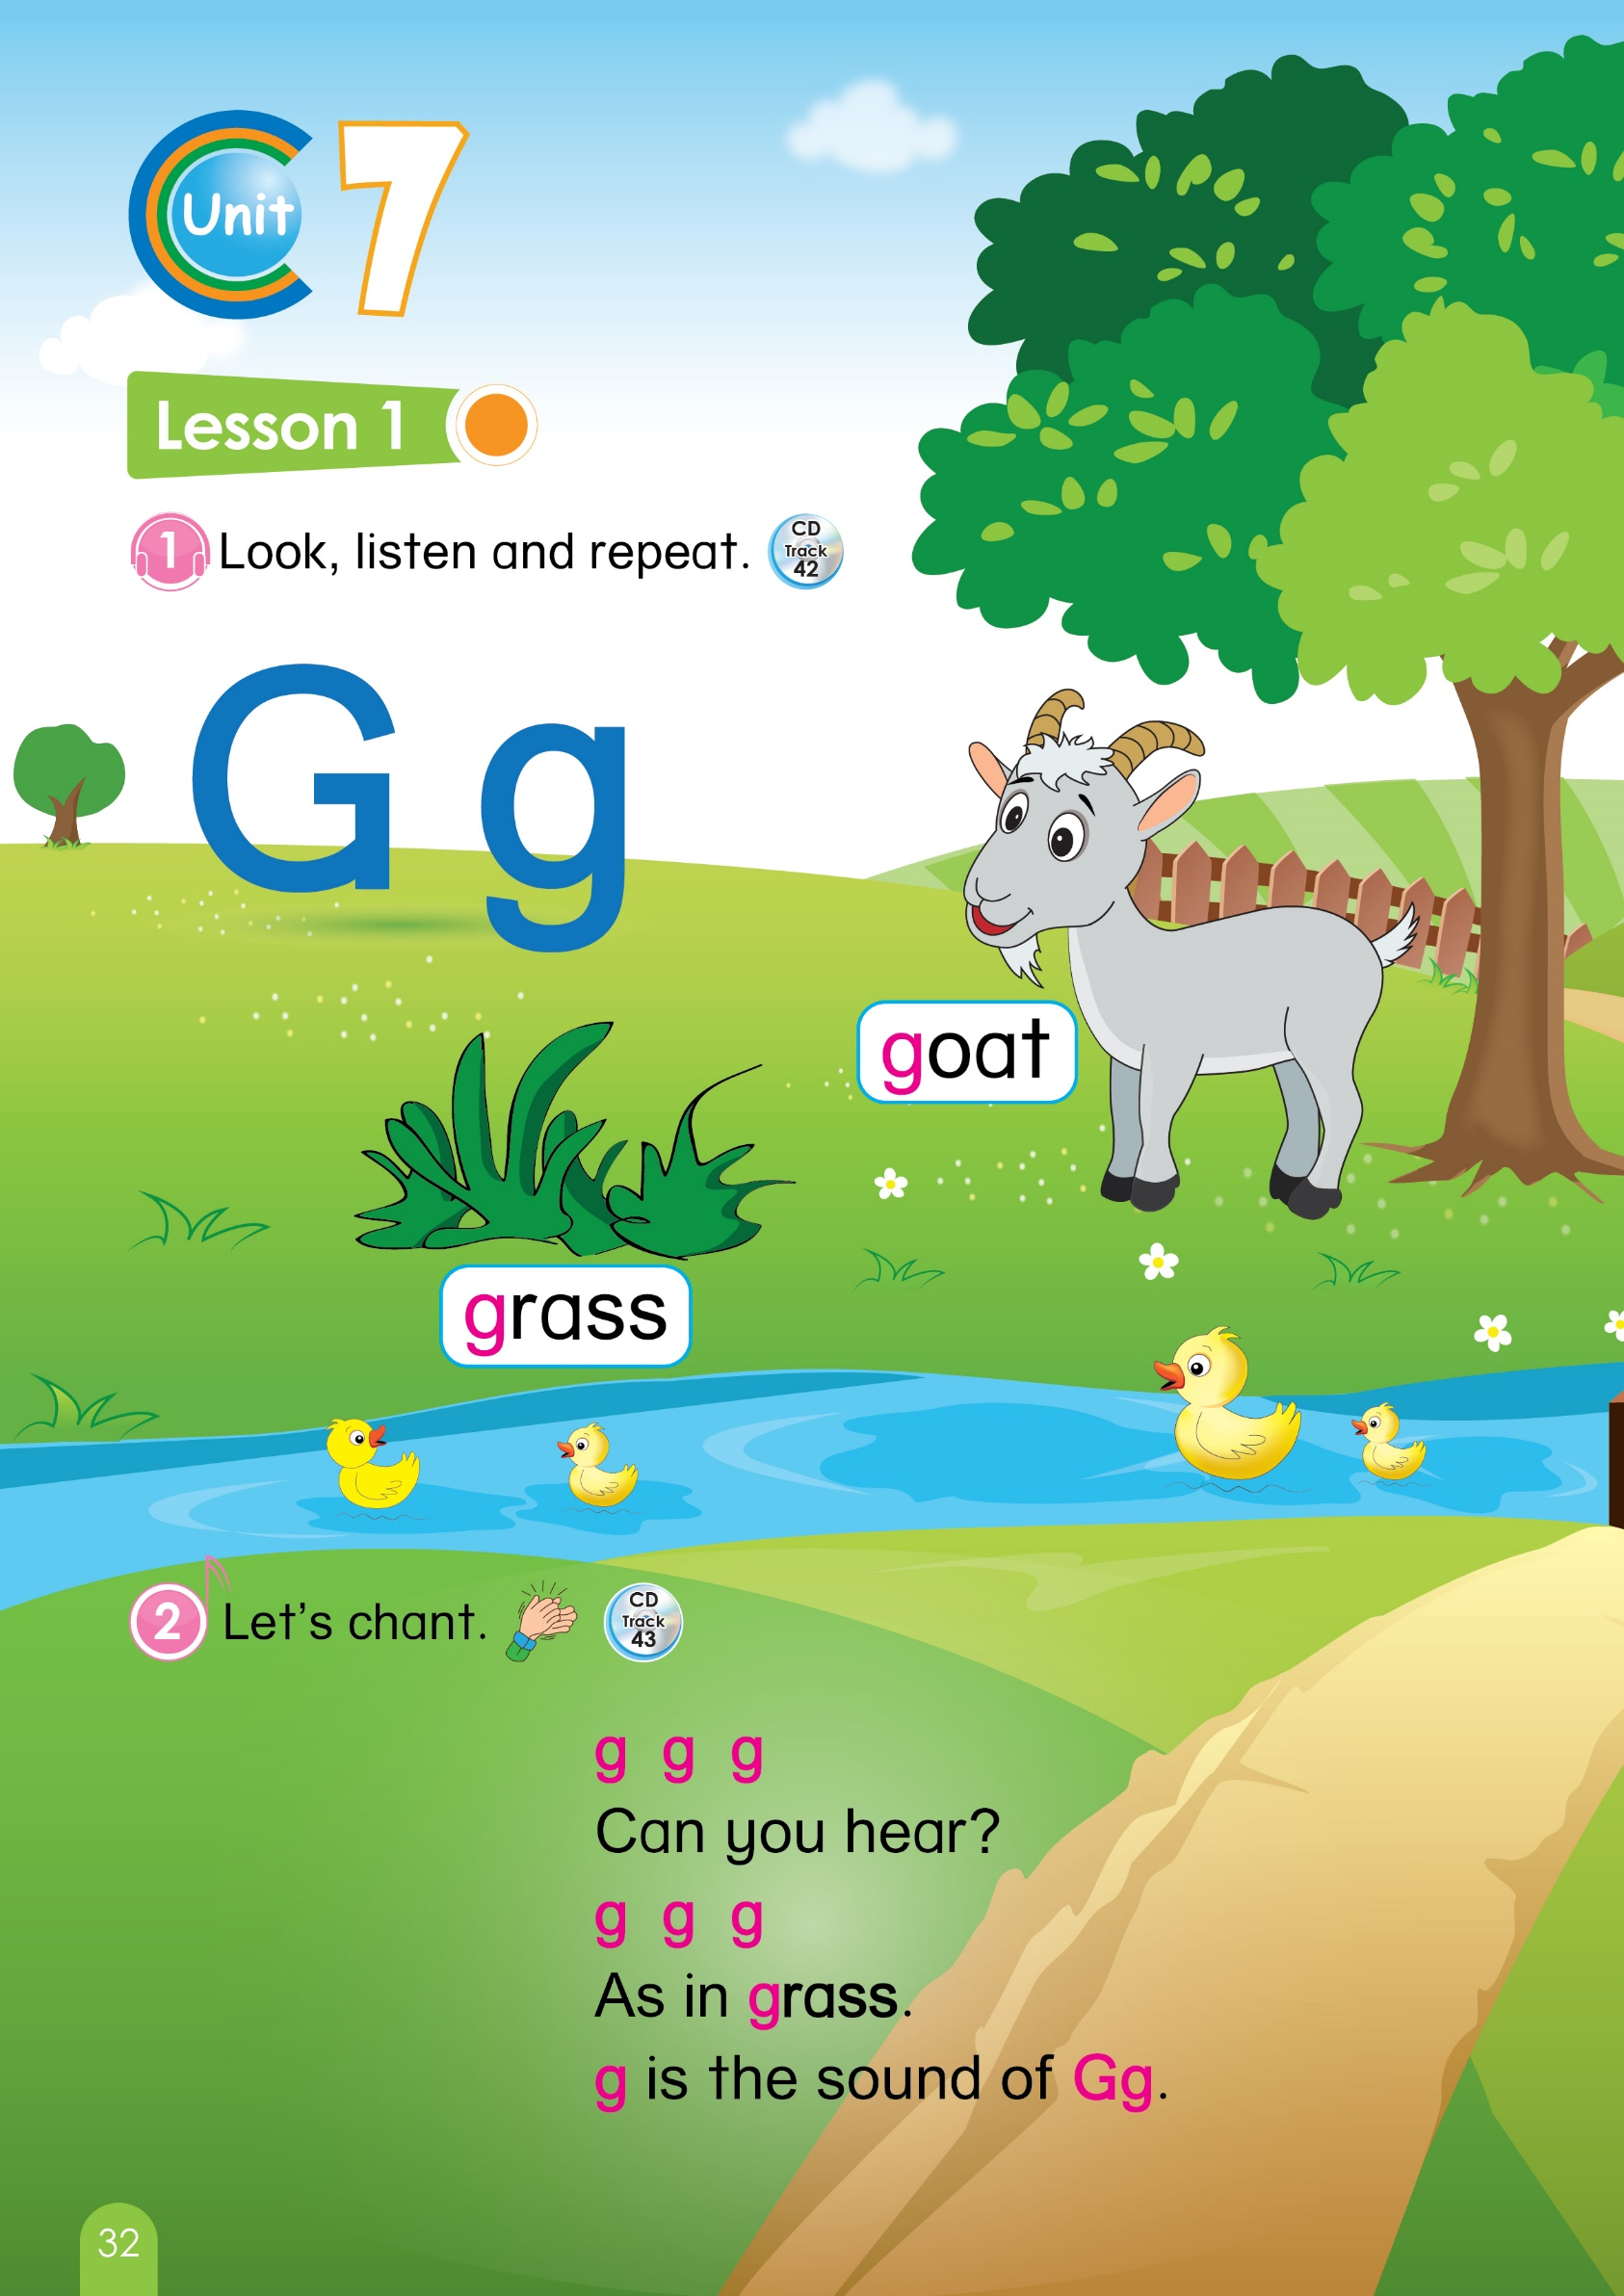 Unit 7
Lesson 1
1 Look, listen and repeat. CD Track 42
G g
goat
grass
2 Let's chant. CD Track 43
g g g
Can you hear?
g g g
As in grass.
g is the sound of Gg.
32